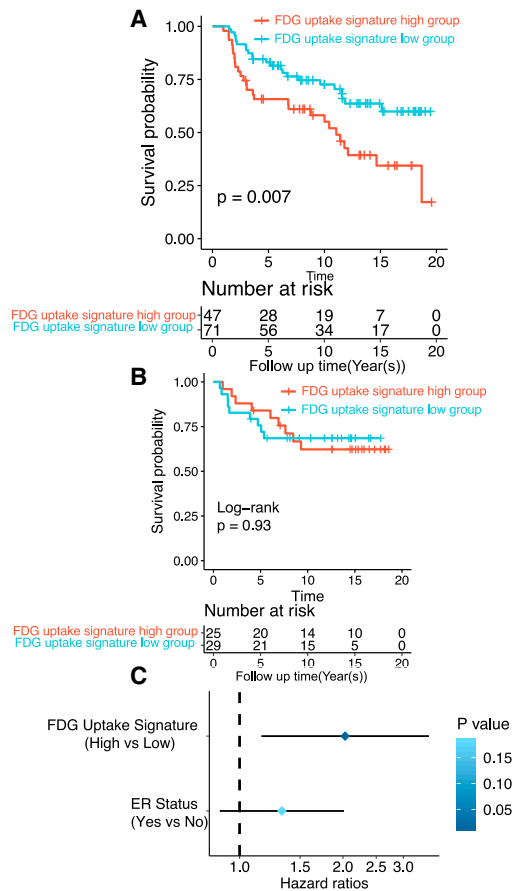 A
FDG uptake signature high group
FDG uptake signature low group
Survival probability
1.00
0.75
0.50
0.25
0.00
p = 0.007
0 5 10 15 20
Time
Number at risk
FDG uptake signature high group 47 28 19 7 0
FDG uptake signature low group 71 56 34 17 0
0 5 10 15 20
Follow up time(Year(s))
B
FDG uptake signature high group
FDG uptake signature low group
Survival probability
1.00
0.75
0.50
0.25
0.00
Log-rank
p = 0.93
0 5 10 15 20
Time
Number at risk
FDG uptake signature high group 25 20 14 10 0
FDG uptake signature low group 29 21 15 5 0
0 5 10 15 20
Follow up time(Year(s))
C
FDG Uptake Signature
(High vs Low)
ER Status
(Yes vs No)
1.0 1.5 2.0 2.5 3.0
Hazard ratios
P value
0.15
0.10
0.05